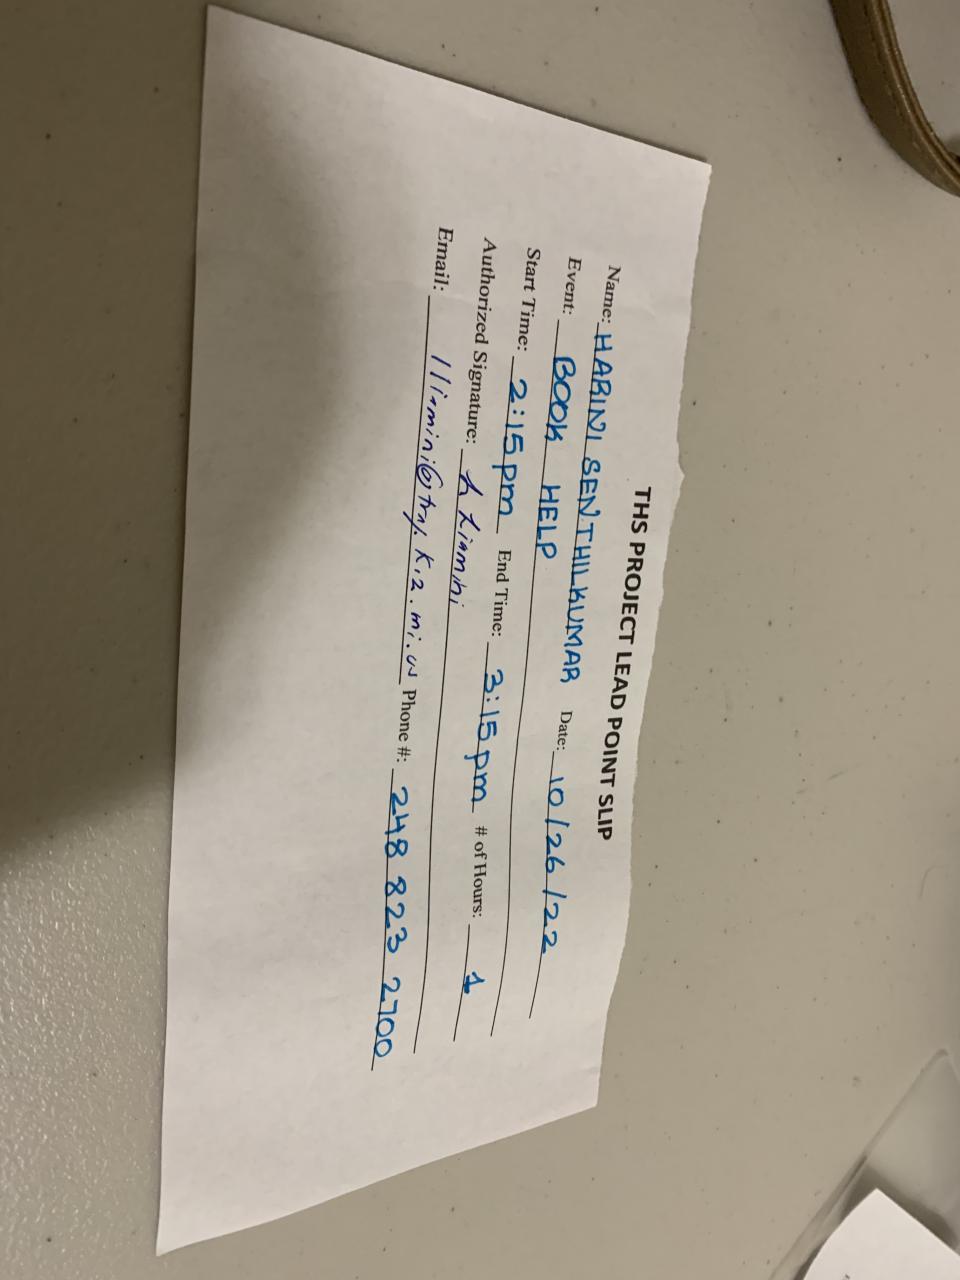 THS PROJECT LEAD POINT SLIP
Name: HARINI SENTHILKUMAR Date: 10/26/22
Event: BOOK HELP
Start Time: 2:15pm End Time: 3:15pm # of Hours: 1
Authorized Signature:
Email: Phone #: 248 823 2700